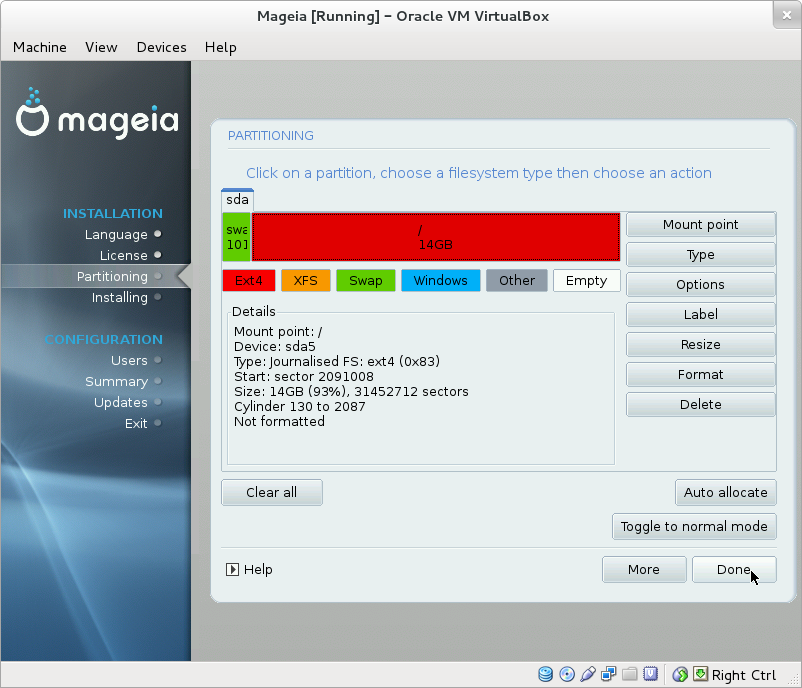 Mageia [Running] – Oracle VM VirtualBox
Machine View Devices Help
mageia
INSTALLATION
Language
License
Partitioning
Installing
CONFIGURATION
Users
Summary
Updates
Exit
PARTITIONING
Click on a partition, choose a filesystem type then choose an action
sda
swa
101
/
14GB
Ext4 XFS Swap Windows Other Empty
Details
Mount point: /
Device: sda5
Type: Journalised FS: ext4 (0x83)
Start: sector 2091008
Size: 14GB (93%), 31452712 sectors
Cylinder 130 to 2087
Not formatted
Mount point
Type
Options
Label
Resize
Format
Delete
Clear all
Auto allocate
Toggle to normal mode
Help
More
Done
Right Ctrl